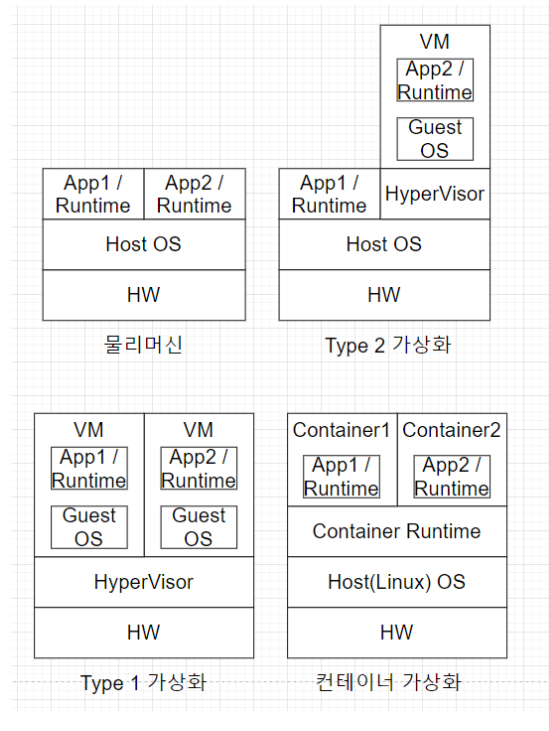 App1 /
Runtime
App2 /
Runtime
Host OS
HW
물리머신
VM
App2 /
Runtime
Guest
OS
App1 /
Runtime
HyperVisor
Host OS
HW
Type 2 가상화
VM
App1 /
Runtime
Guest
OS
VM
App2 /
Runtime
Guest
OS
HyperVisor
HW
Type 1 가상화
Container1
App1 /
Runtime
Container2
App2 /
Runtime
Container Runtime
Host(Linux) OS
HW
컨테이너 가상화